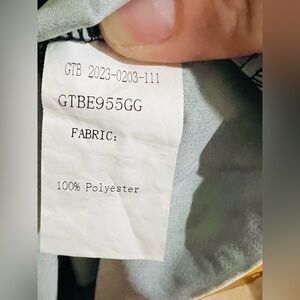 GTB 2023-0203-111
GTBE955GG
FABRIC:
100% Polyester